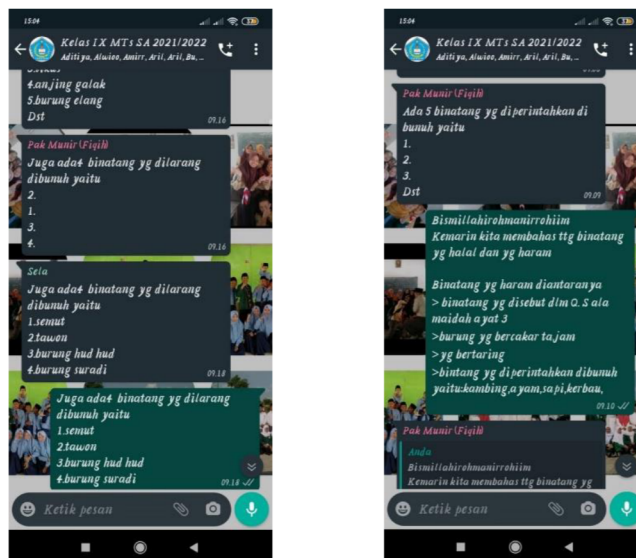 15:04
Kelas IX MTs SA 2021/2022
Aditiya, Alwioo, Amirr, Aril, Aril, Bu, ...
4.anjing galak
5.burung elang
Dst
09.16
Pak Munir (Fiqih)
Juga ada4 binatang yg dilarang
dibunuh yaitu
2.
1.
3.
4.
09.16
Sela
Juga ada4 binatang yg dilarang
dibunuh yaitu
1.semut
2.tawon
3.burung hud hud
4.burung suradi
09.18
Juga ada4 binatang yg dilarang
dibunuh yaitu
1.semut
2.tawon
3.burung hud hud
4.burung suradi
09.18
Ketik pesan
15:04
Kelas IX MTs SA 2021/2022
Aditiya, Alwioo, Amirr, Aril, Aril, Bu, ...
Pak Munir (Fiqih)
Ada 5 binatang yg diperintahkan di
bunuh yaitu
1.
2.
3.
Dst
09.09
Bismillahirohmanirrohiim
Kemarin kita membahas ttg binatang
yg halal dan yg haram
Binatang yg haram diantaranya
> binatang yg disebut dlm Q.S ala
maidah ayat 3
>burung yg bercakar tajam
>yg bertaring
>bintang yg diperintahkan dibunuh
yaitu:kambing,ayam,sapi,kerbau,
09.10
Pak Munir (Fiqih)
Anda
Bismillahirohmanirrohiim
Kemarin kita membahas ttg binatang yg
Ketik pesan